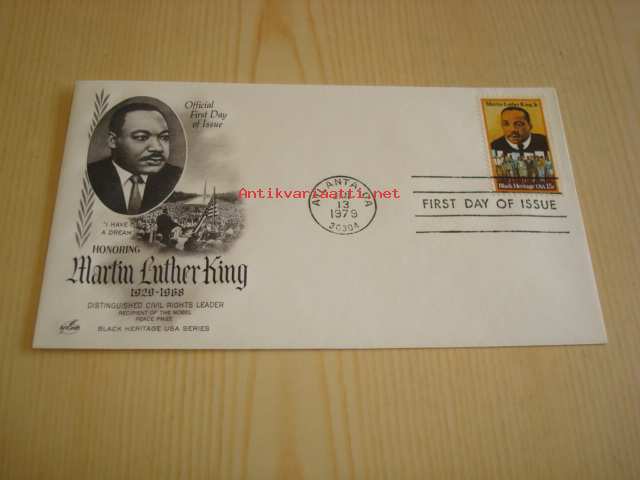 Official
First Day
of Issue
"I HAVE
A DREAM"
HONORING
Martin Luther King
1929-1968
DISTINGUISHED CIVIL RIGHTS LEADER
RECIPIENT OF THE NOBEL
PEACE PRIZE
BLACK HERITAGE USA SERIES
ArtCraft
Antikvariaatti.net
ATLANTA, GA
JAN
13
1979
30304
FIRST DAY OF ISSUE
Martin Luther King Jr.
Black Heritage USA 15c